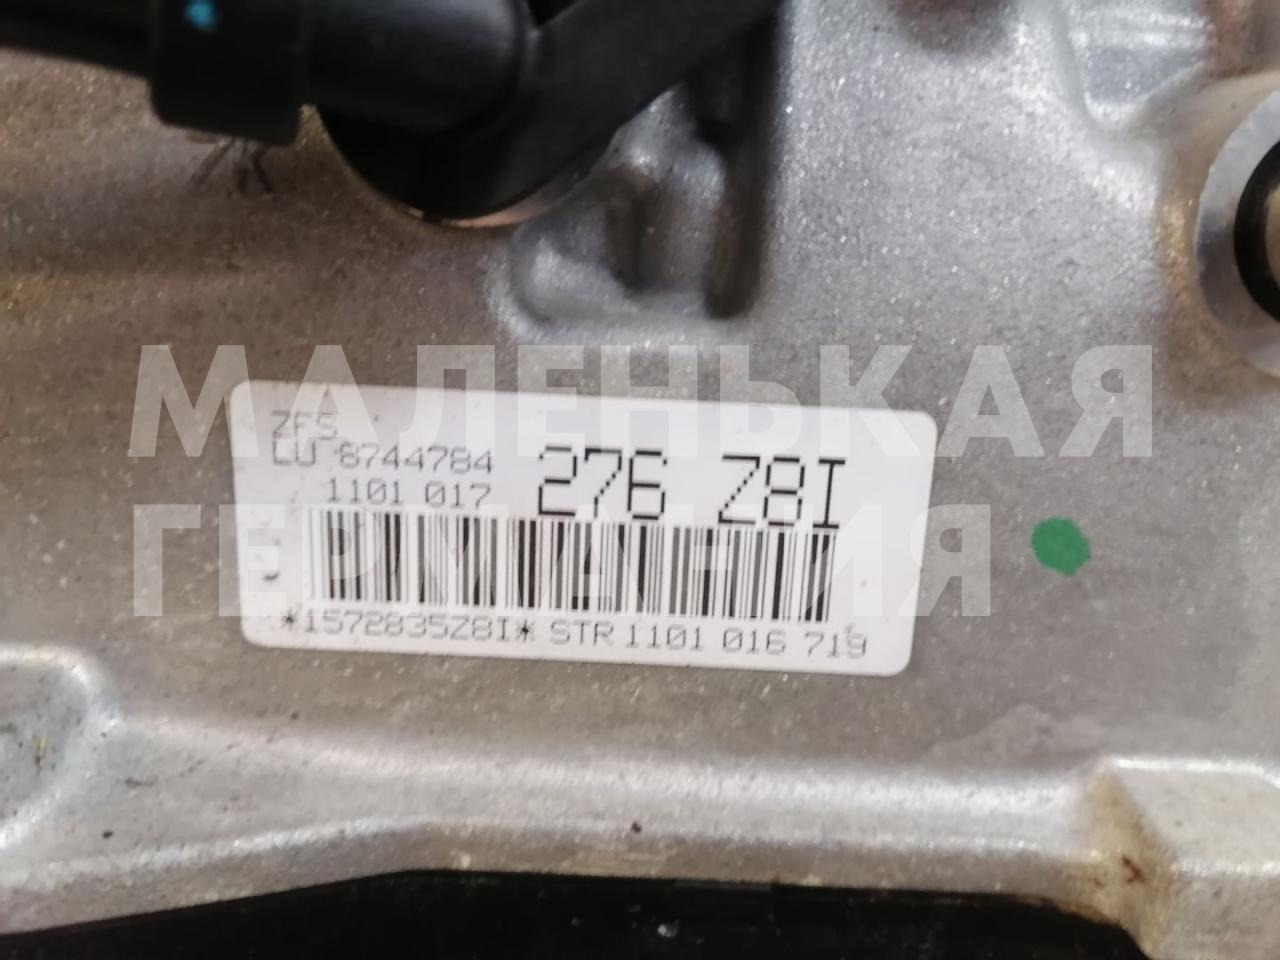 МАЛЕНЬКАЯ
ГЕРМАНИЯ
ZFS
LU 8744784
1101 017
276 Z8I
*1572835Z8I* STR 1101 016 719